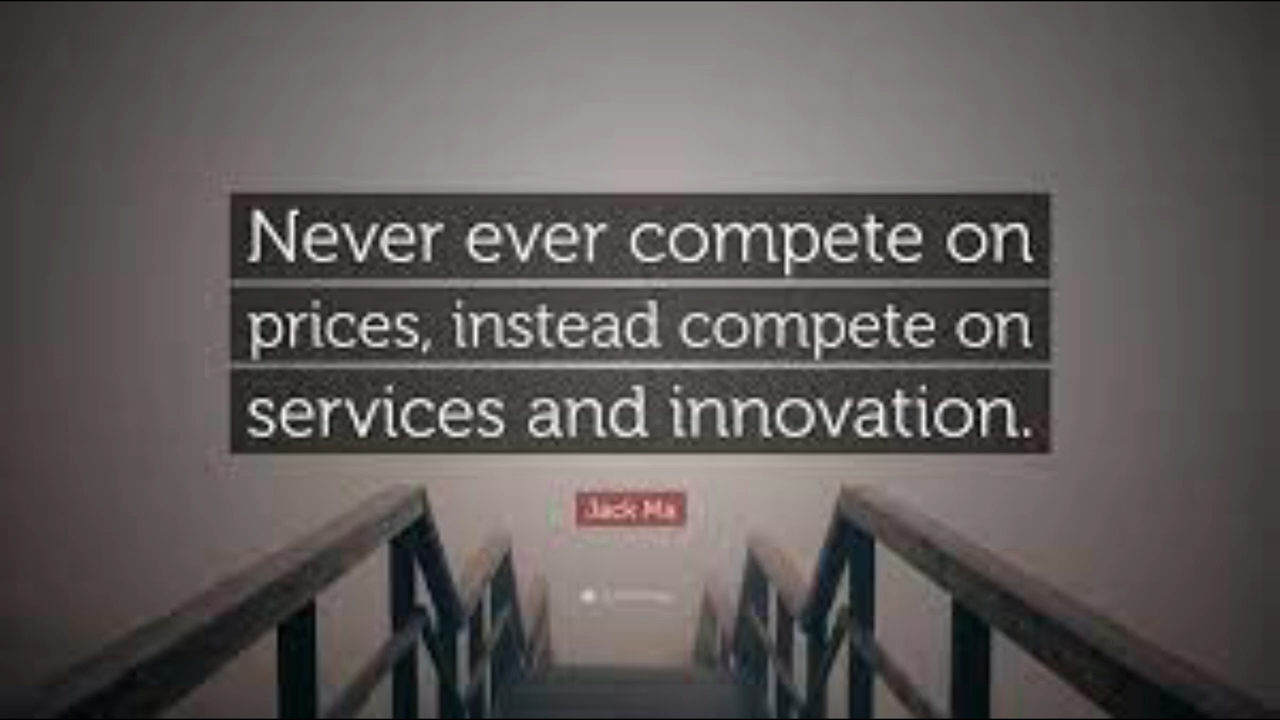 Never ever compete on
prices, instead compete on
services and innovation.
Jack Ma